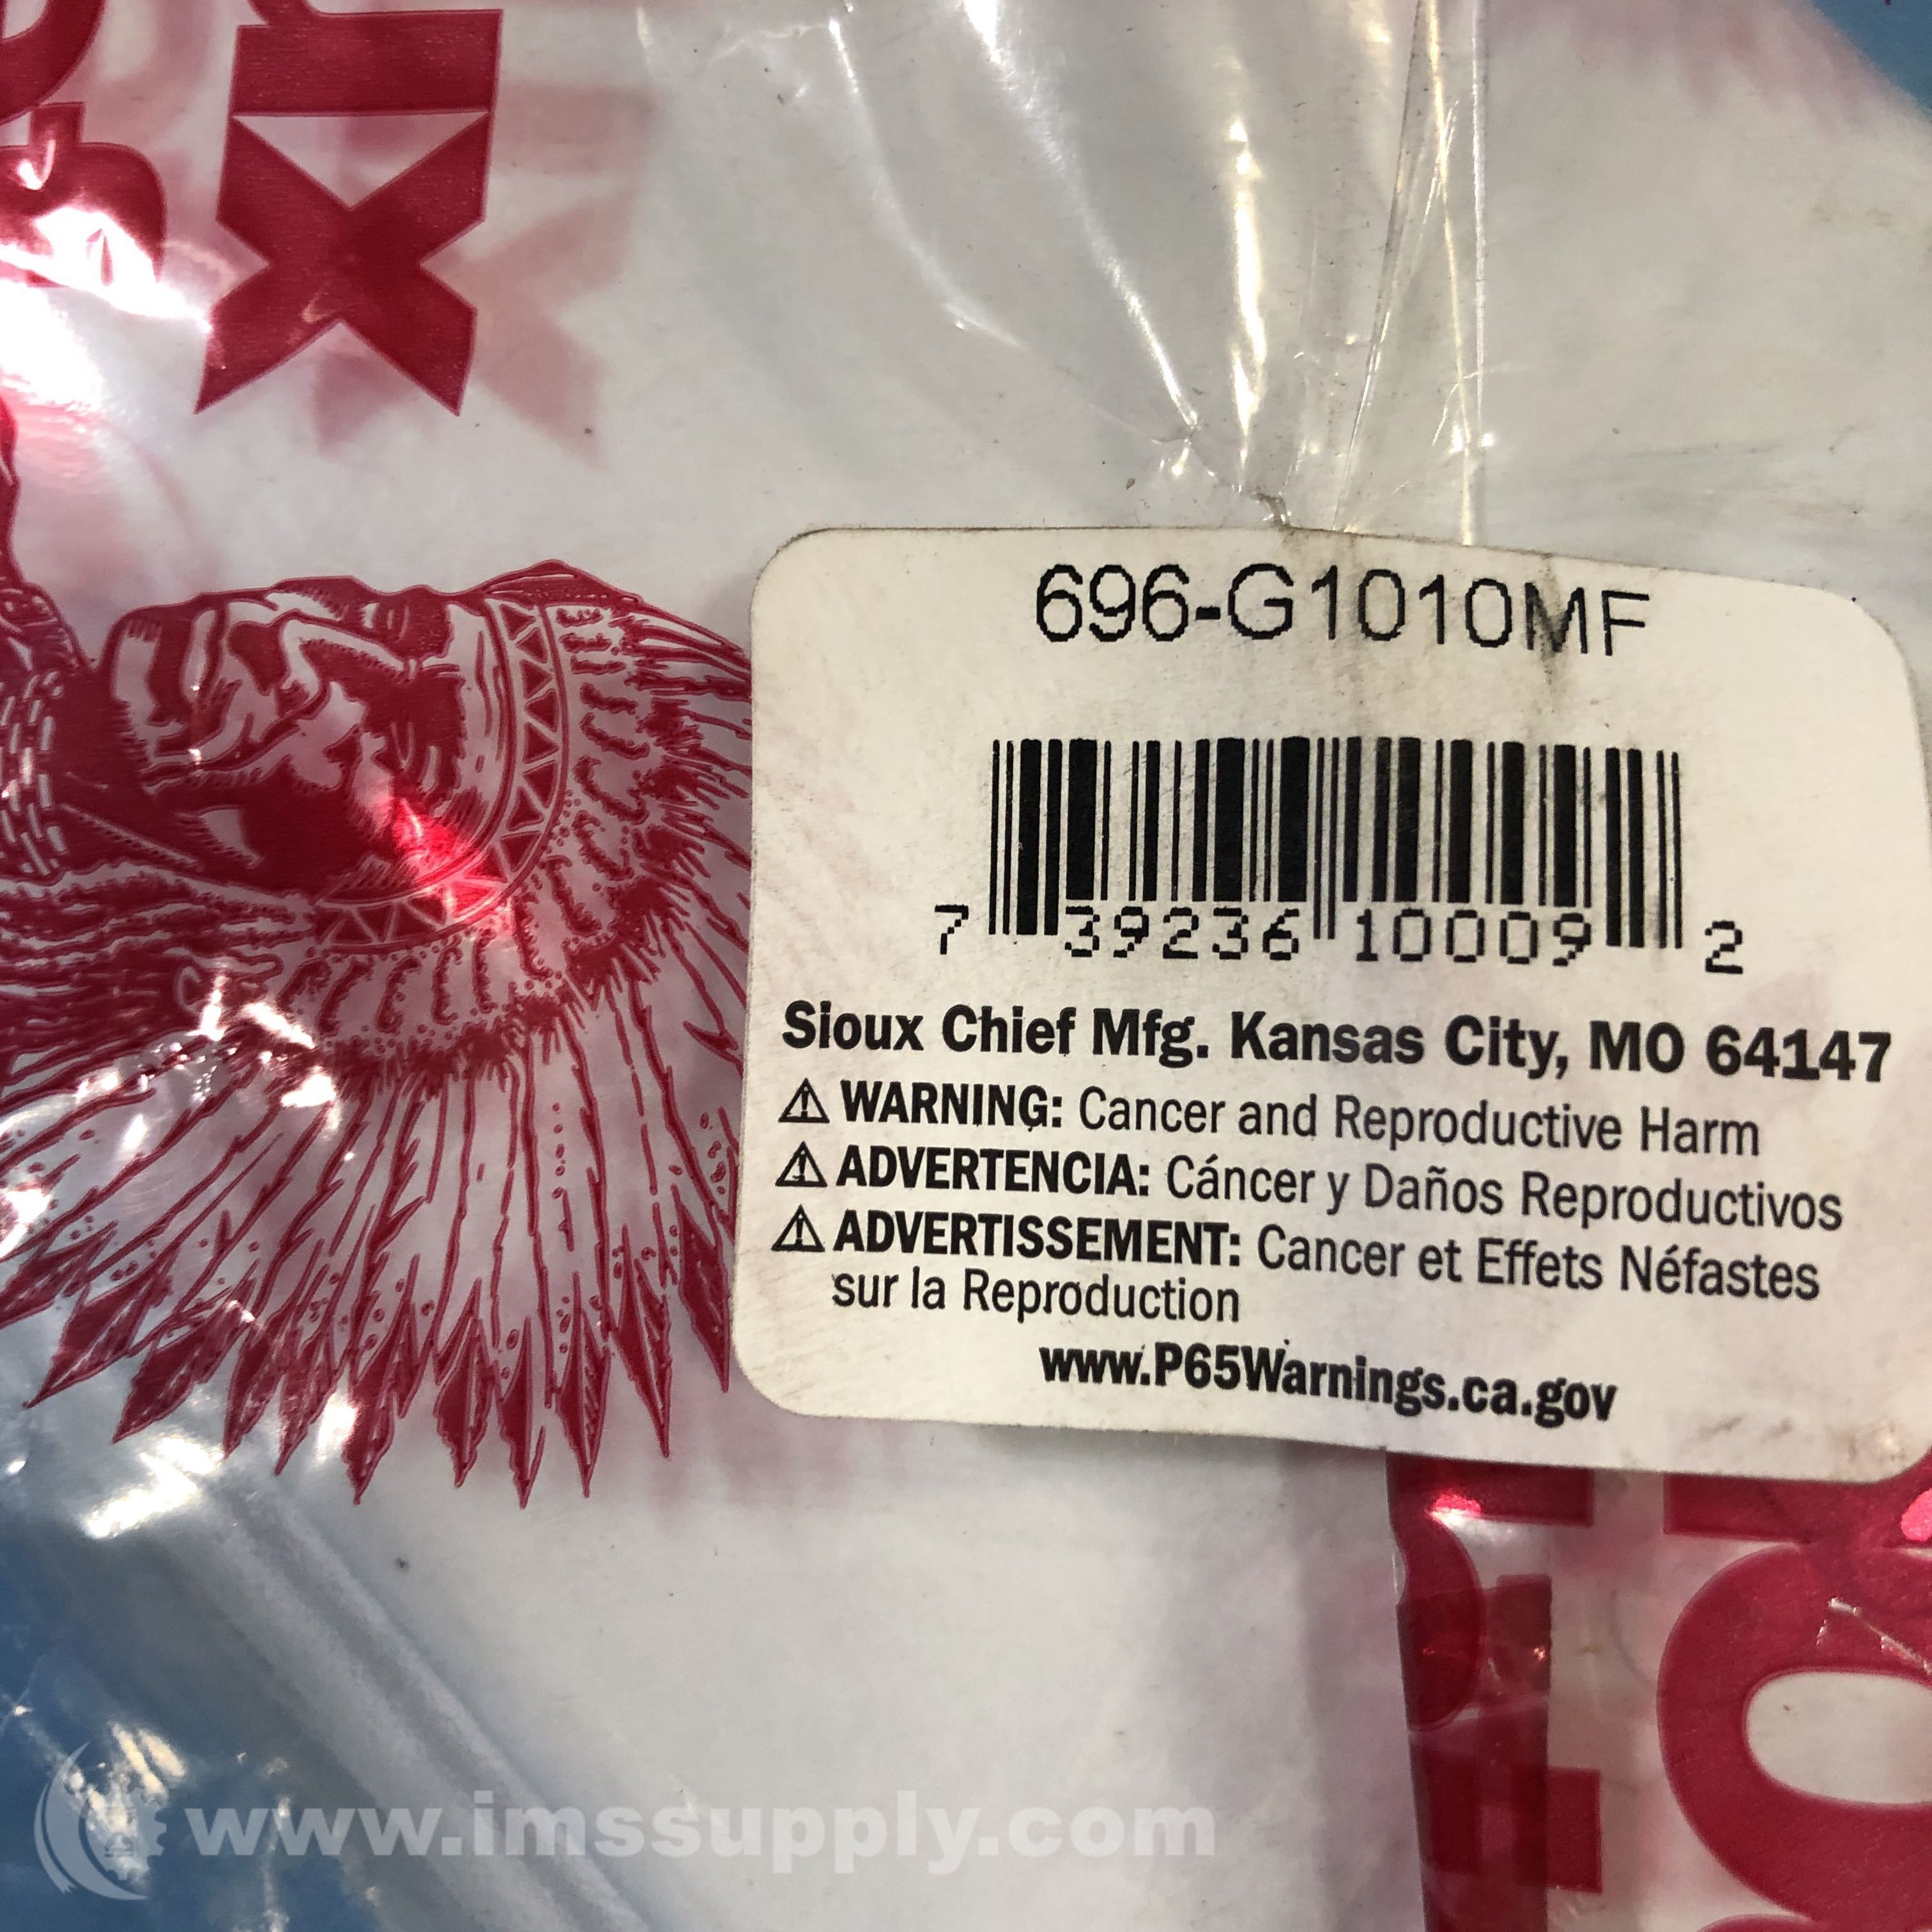 696-G1010MF
7 39236 10009 2
Sioux Chief Mfg. Kansas City, MO 64147
⚠ WARNING: Cancer and Reproductive Harm
⚠ ADVERTENCIA: Cáncer y Daños Reproductivos
⚠ ADVERTISSEMENT: Cancer et Effets Néfastes
sur la Reproduction
www.P65Warnings.ca.gov
www.imssupply.com